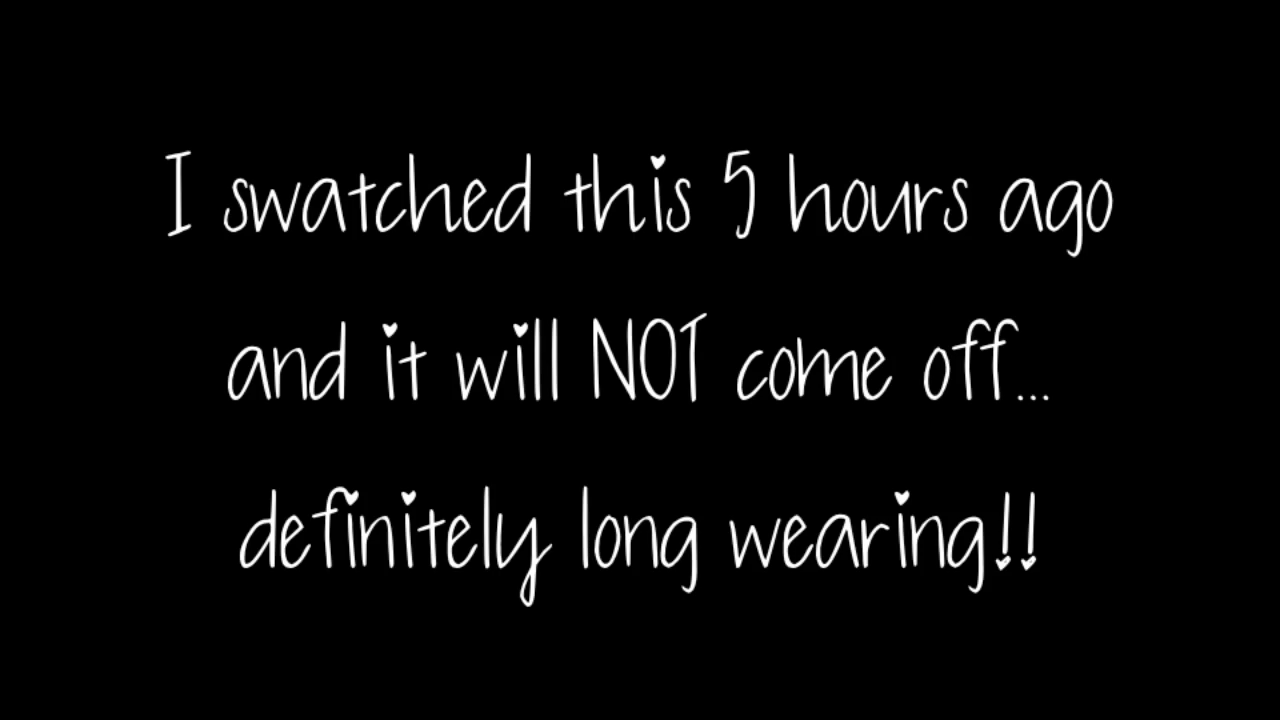 I swatched this 5 hours ago
and it will NOT come off...
definitely long wearing!!